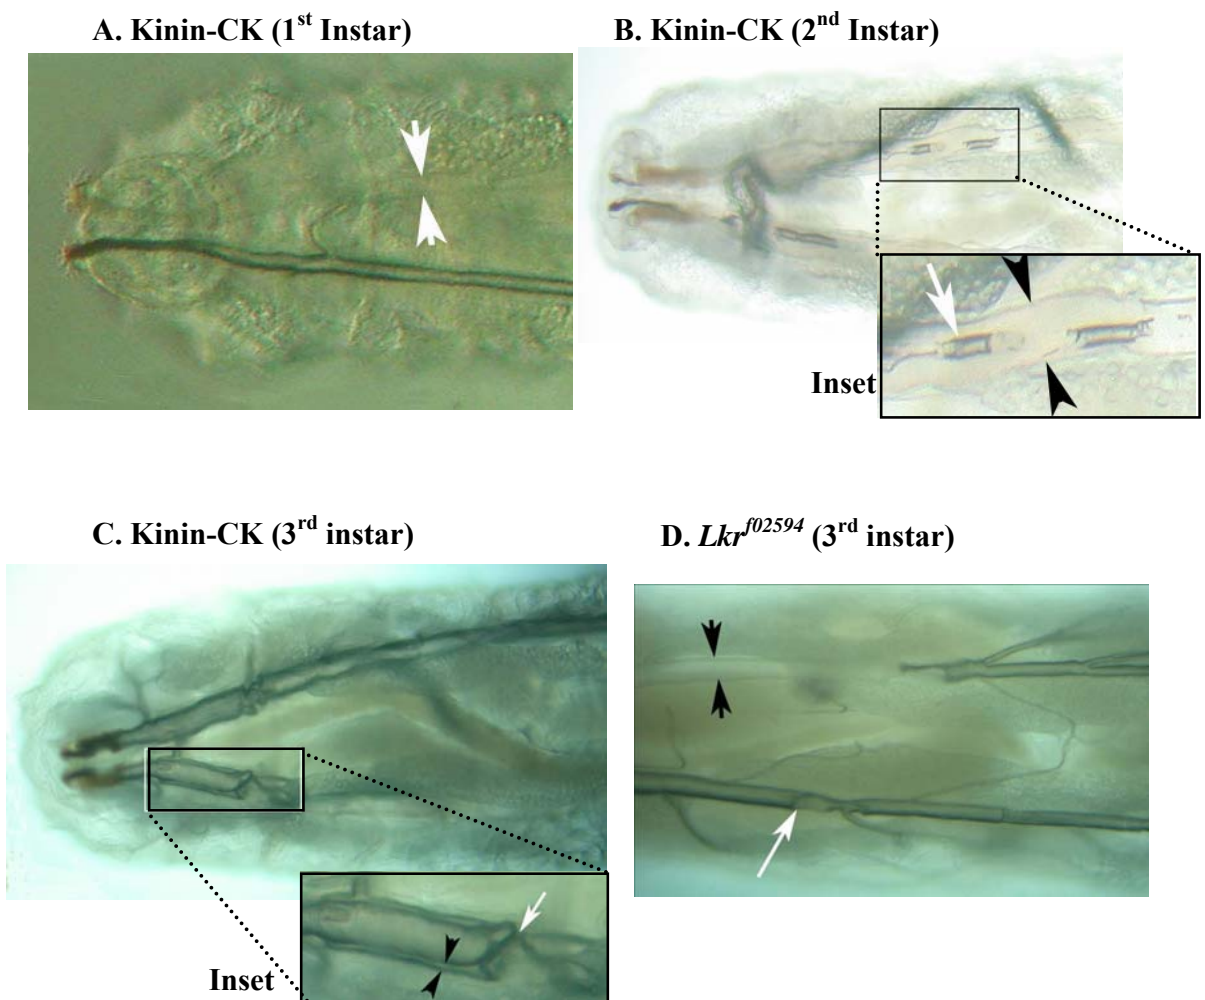 A. Kinin-CK (1st Instar)
B. Kinin-CK (2nd Instar)
Inset
C. Kinin-CK (3rd instar)
D. Lkrf02594 (3rd instar)
Inset